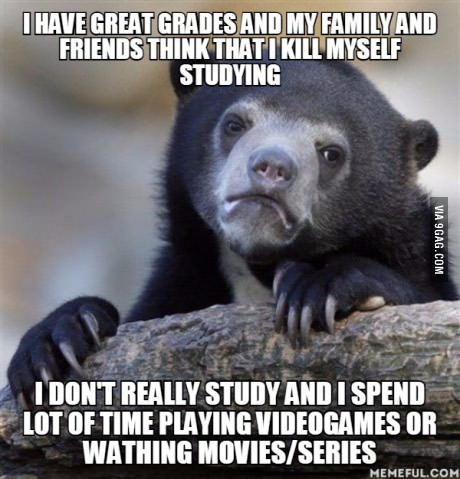 I HAVE GREAT GRADES AND MY FAMILY AND
FRIENDS THINK THAT I KILL MYSELF
STUDYING
VIA 9GAG.COM
I DON'T REALLY STUDY AND I SPEND
LOT OF TIME PLAYING VIDEOGAMES OR
WATHING MOVIES/SERIES
MEMEFUL.COM